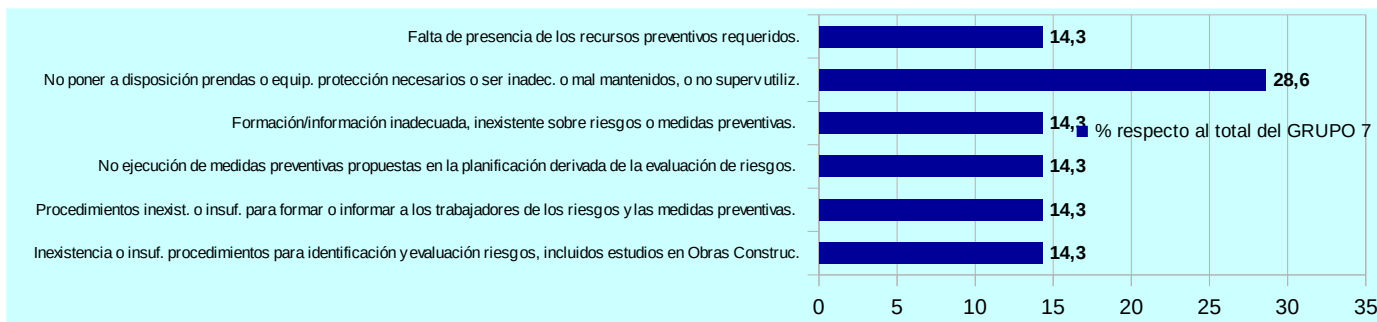 Falta de presencia de los recursos preventivos requeridos.
14,3
No poner a disposición prendas o equip. protección necesarios o ser inadec. o mal mantenidos, o no superv utiliz.
28,6
Formación/información inadecuada, inexistente sobre riesgos o medidas preventivas.
14,3
% respecto al total del GRUPO 7
No ejecución de medidas preventivas propuestas en la planificación derivada de la evaluación de riesgos.
14,3
Procedimientos inexist. o insuf. para formar o informar a los trabajadores de los riesgos y las medidas preventivas.
14,3
Inexistencia o insuf. procedimientos para identificación y evaluación riesgos, incluidos estudios en Obras Construc.
14,3
0 5 10 15 20 25 30 35